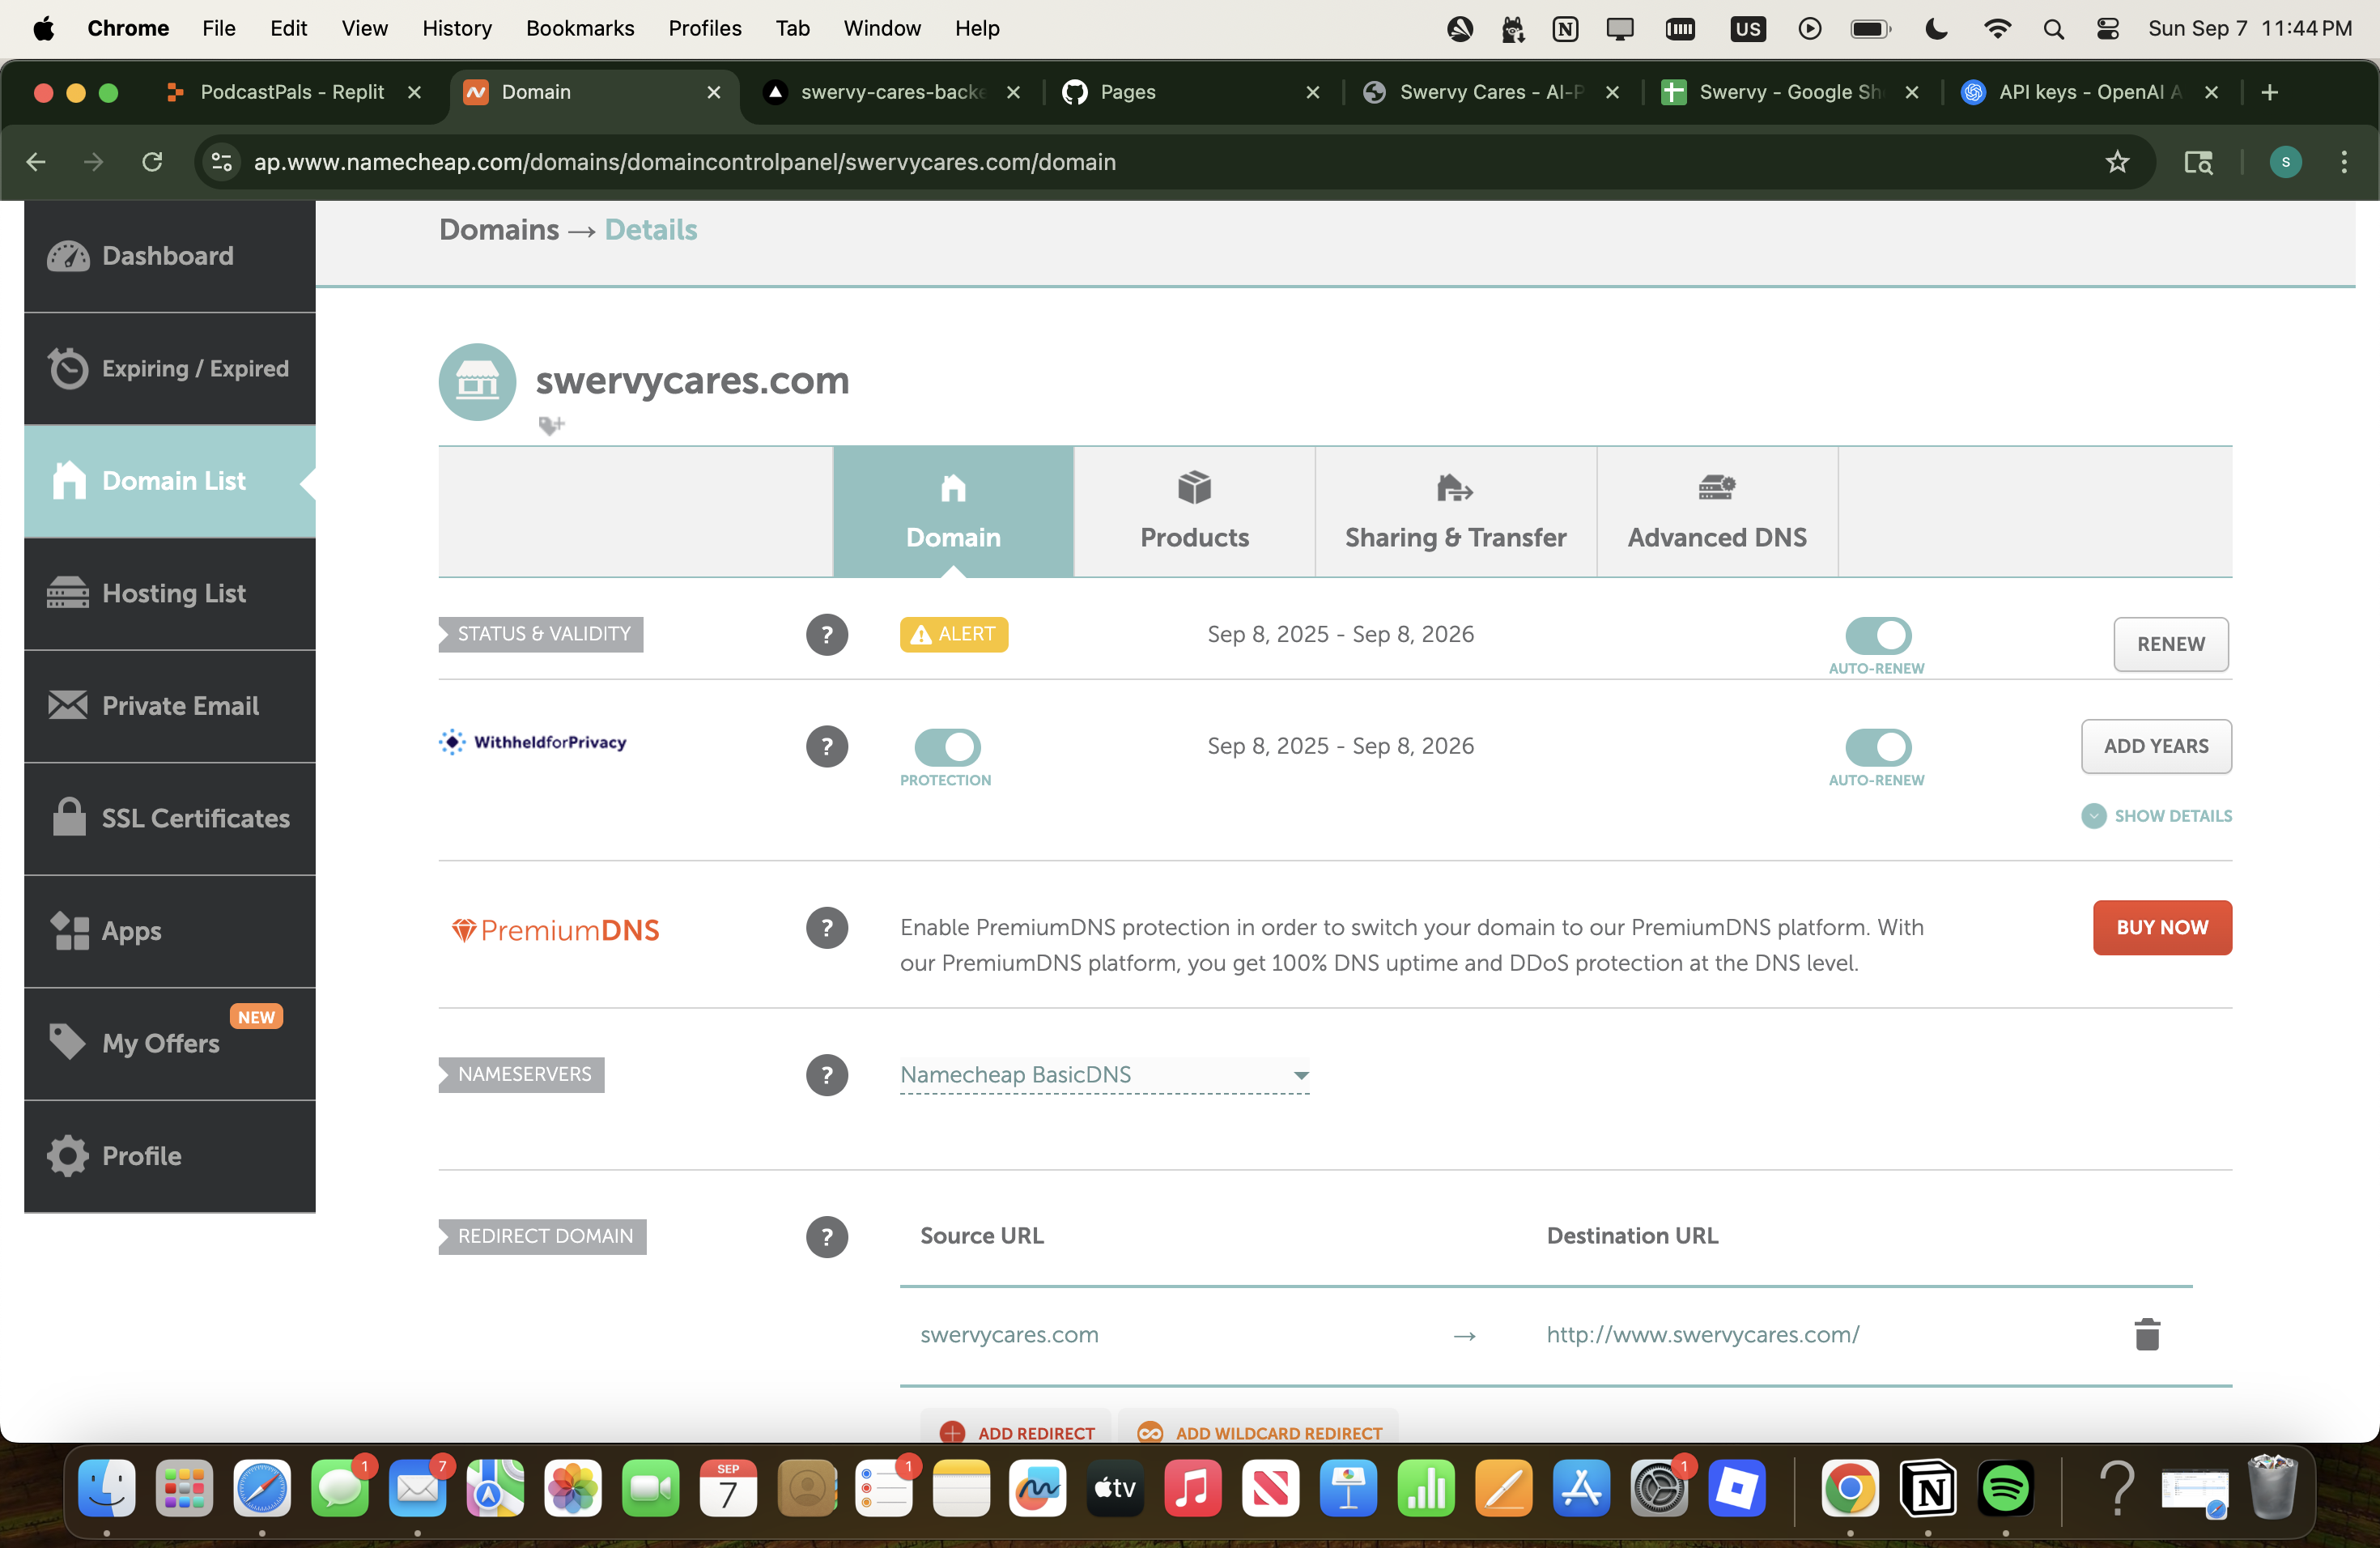 Chrome File Edit View History Bookmarks Profiles Tab Window Help US Sun Sep 7 11:44 PM
PodcastPals - Replit Domain swervy-cares-backe Pages Swervy Cares - AI-P Swervy - Google She API keys - OpenAI A
ap.www.namecheap.com/domains/domaincontrolpanel/swervycares.com/domain S
Domains → Details
Dashboard
Expiring / Expired
Domain List
Hosting List
Private Email
SSL Certificates
Apps
NEW
My Offers
Profile
swervycares.com
Domain Products Sharing & Transfer Advanced DNS
STATUS & VALIDITY ? ALERT Sep 8, 2025 - Sep 8, 2026 AUTO-RENEW RENEW
WithheldforPrivacy ? PROTECTION Sep 8, 2025 - Sep 8, 2026 AUTO-RENEW ADD YEARS
SHOW DETAILS
PremiumDNS ? Enable PremiumDNS protection in order to switch your domain to our PremiumDNS platform. With
our PremiumDNS platform, you get 100% DNS uptime and DDoS protection at the DNS level.
BUY NOW
NAMESERVERS ? Namecheap BasicDNS
REDIRECT DOMAIN ? Source URL Destination URL
swervycares.com → http://www.swervycares.com/
ADD REDIRECT ADD WILDCARD REDIRECT
1 7 SEP 7 1 tv 1